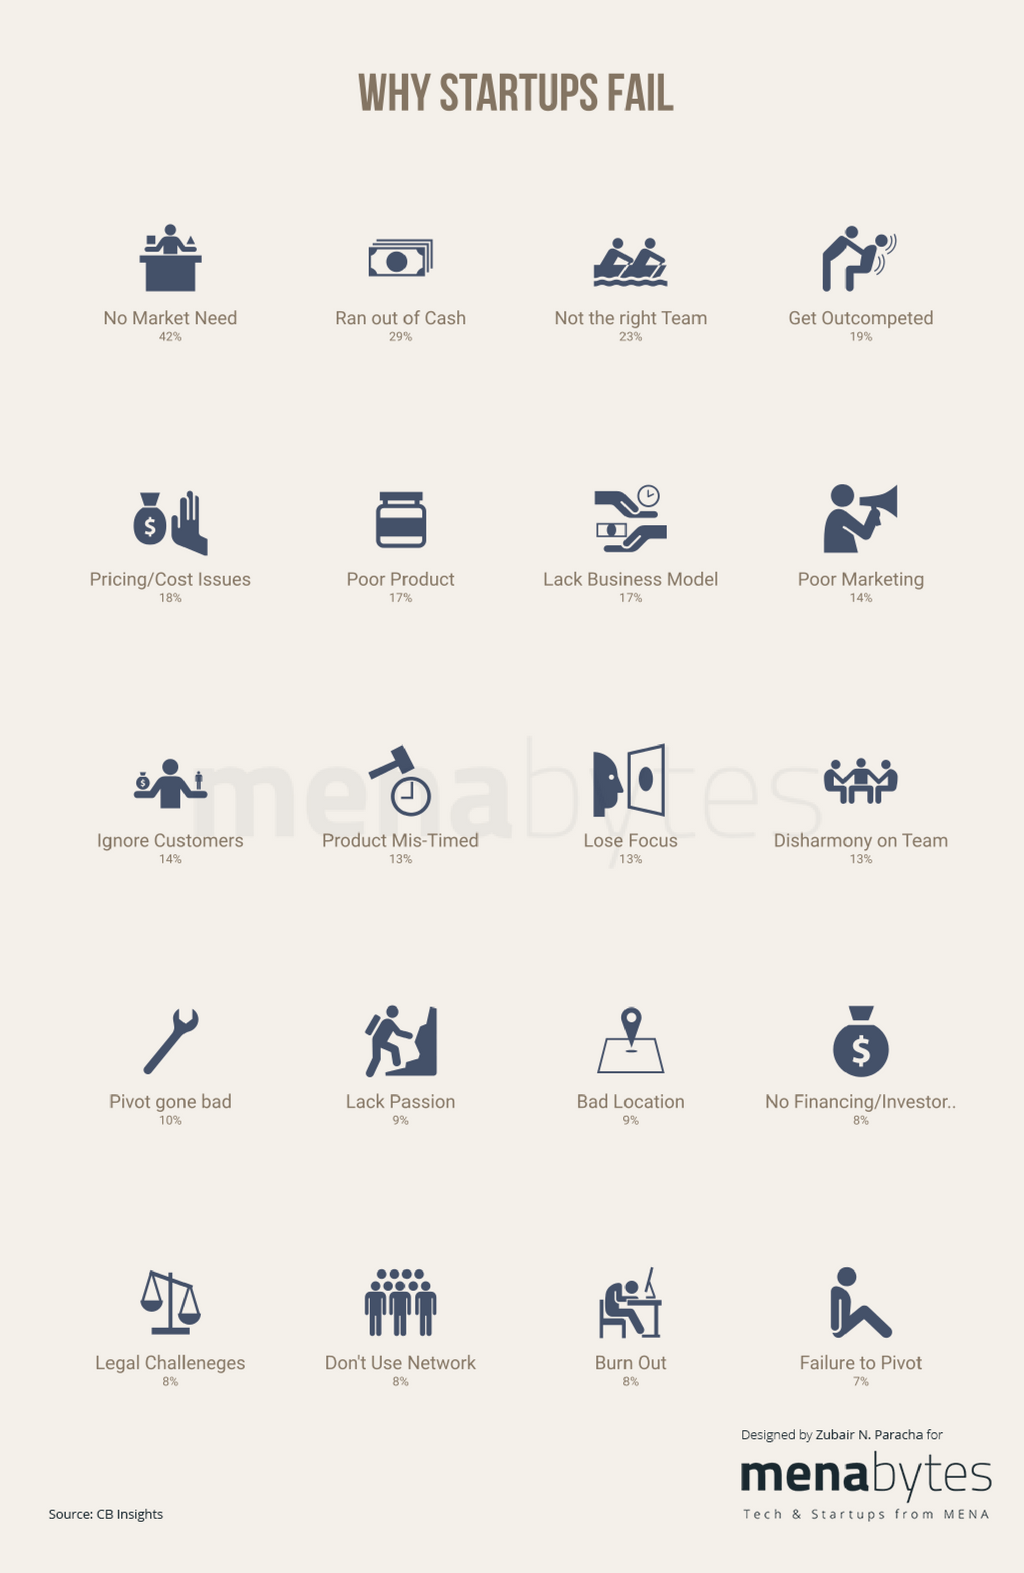 WHY STARTUPS FAIL
No Market Need
42%
Ran out of Cash
29%
Not the right Team
23%
Get Outcompeted
19%
Pricing/Cost Issues
18%
Poor Product
17%
Lack Business Model
17%
Poor Marketing
14%
menabytes
Ignore Customers
14%
Product Mis-Timed
13%
Lose Focus
13%
Disharmony on Team
13%
Pivot gone bad
10%
Lack Passion
9%
Bad Location
9%
No Financing/Investor..
8%
Legal Challeneges
8%
Don't Use Network
8%
Burn Out
8%
Failure to Pivot
7%
Designed by Zubair N. Paracha for
menabytes
Tech & Startups from MENA
Source: CB Insights